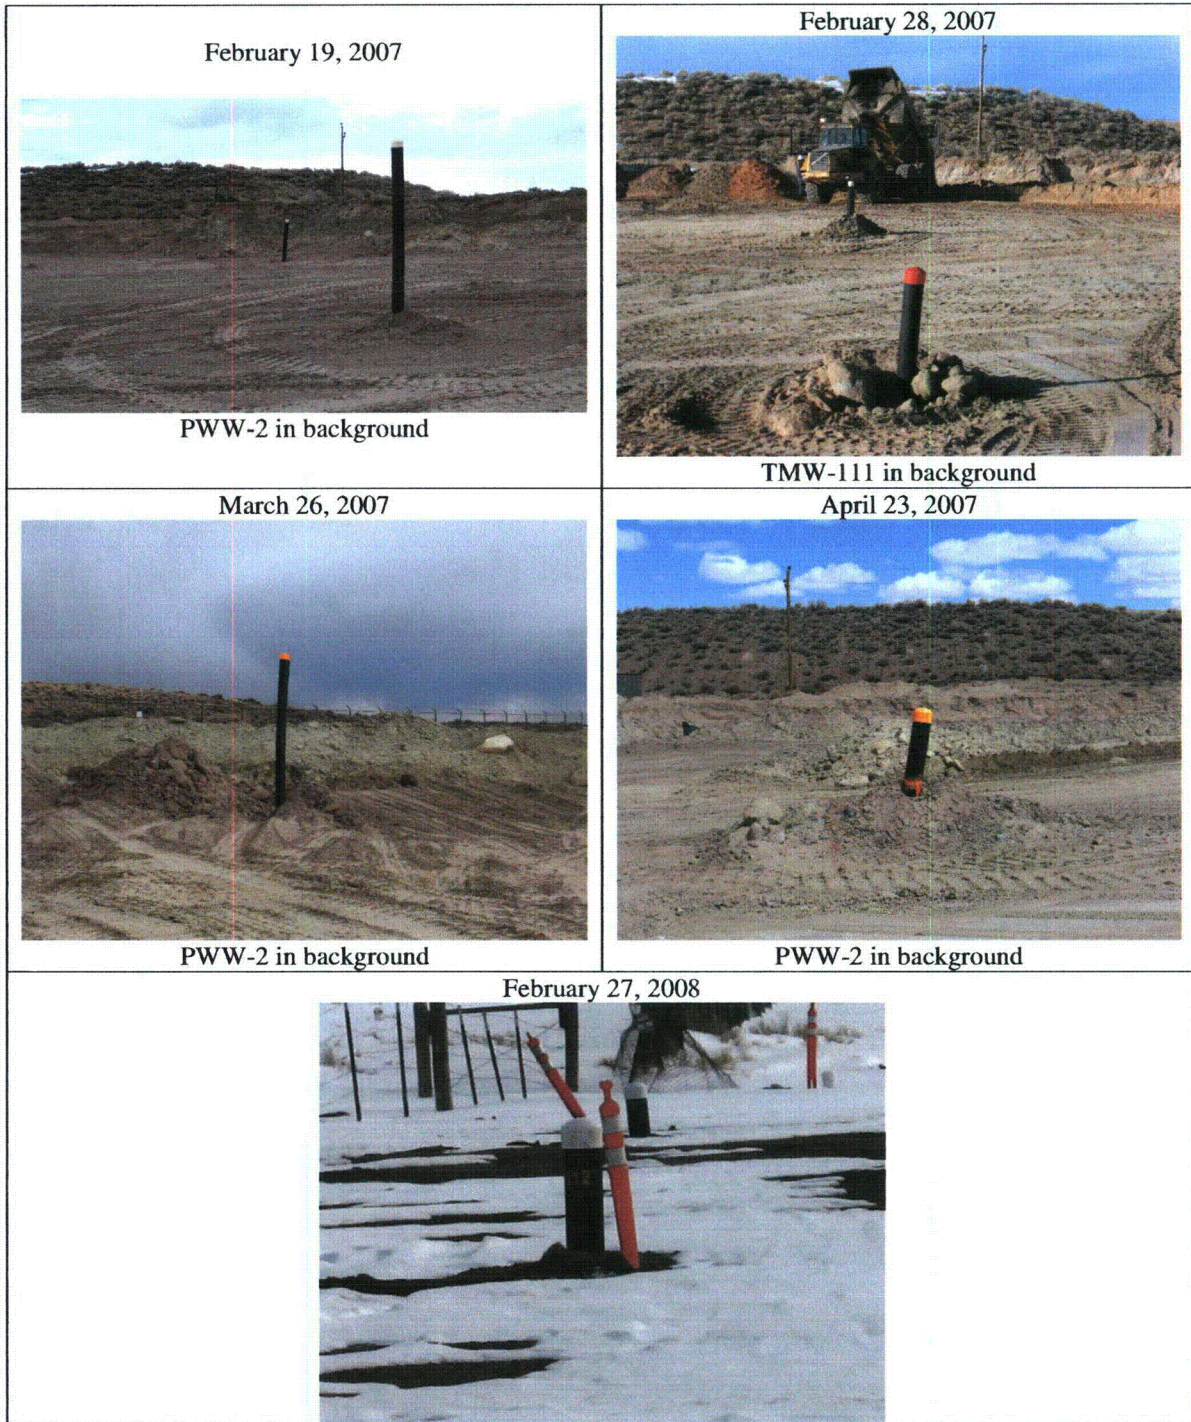 February 19, 2007
PWW-2 in background
February 28, 2007
TMW-111 in background
March 26, 2007
PWW-2 in background
April 23, 2007
PWW-2 in background
February 27, 2008